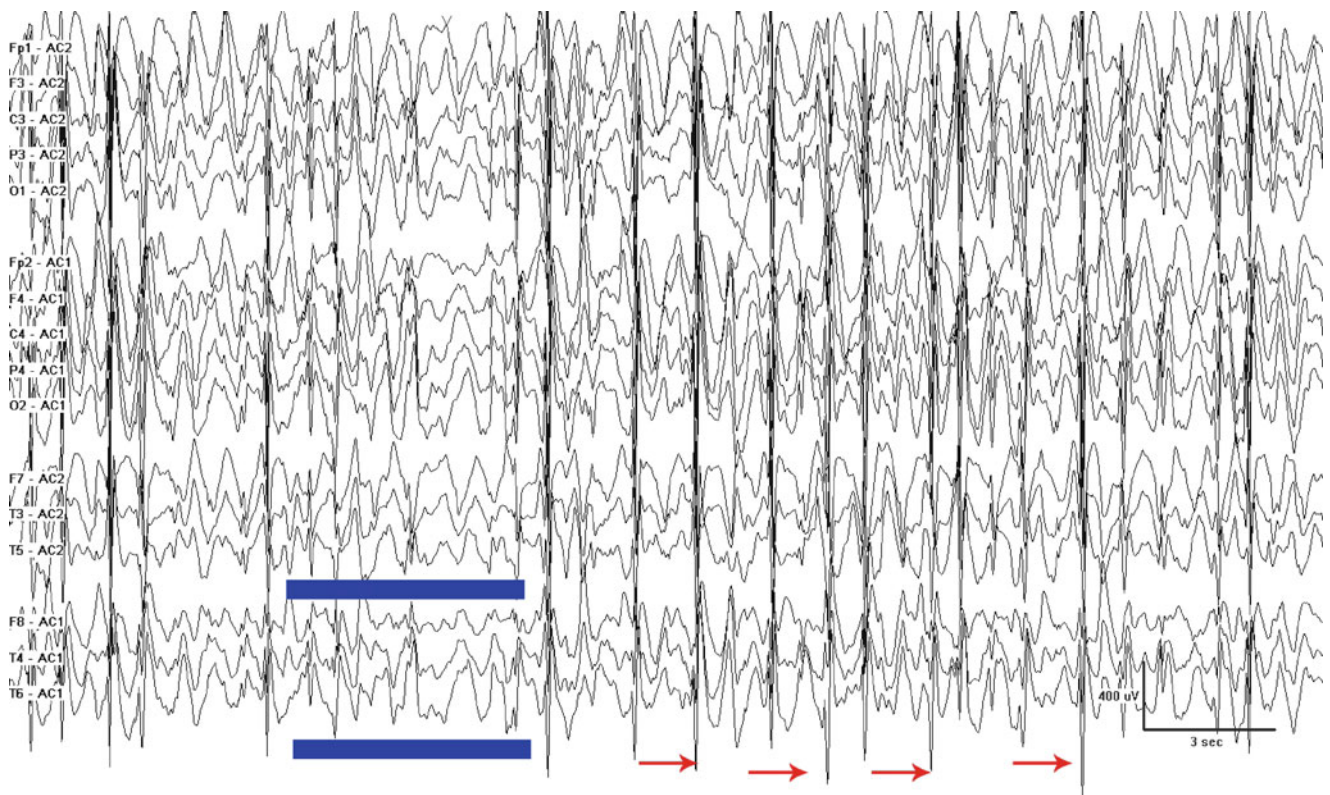 Fp1 - AC2
F3 - AC2
C3 - AC2
P3 - AC2
O1 - AC2
Fp2 - AC1
F4 - AC1
C4 - AC1
P4 - AC1
O2 - AC1
F7 - AC2
T3 - AC2
T5 - AC2
F8 - AC1
T4 - AC1
T6 - AC1
400 uV
3 sec